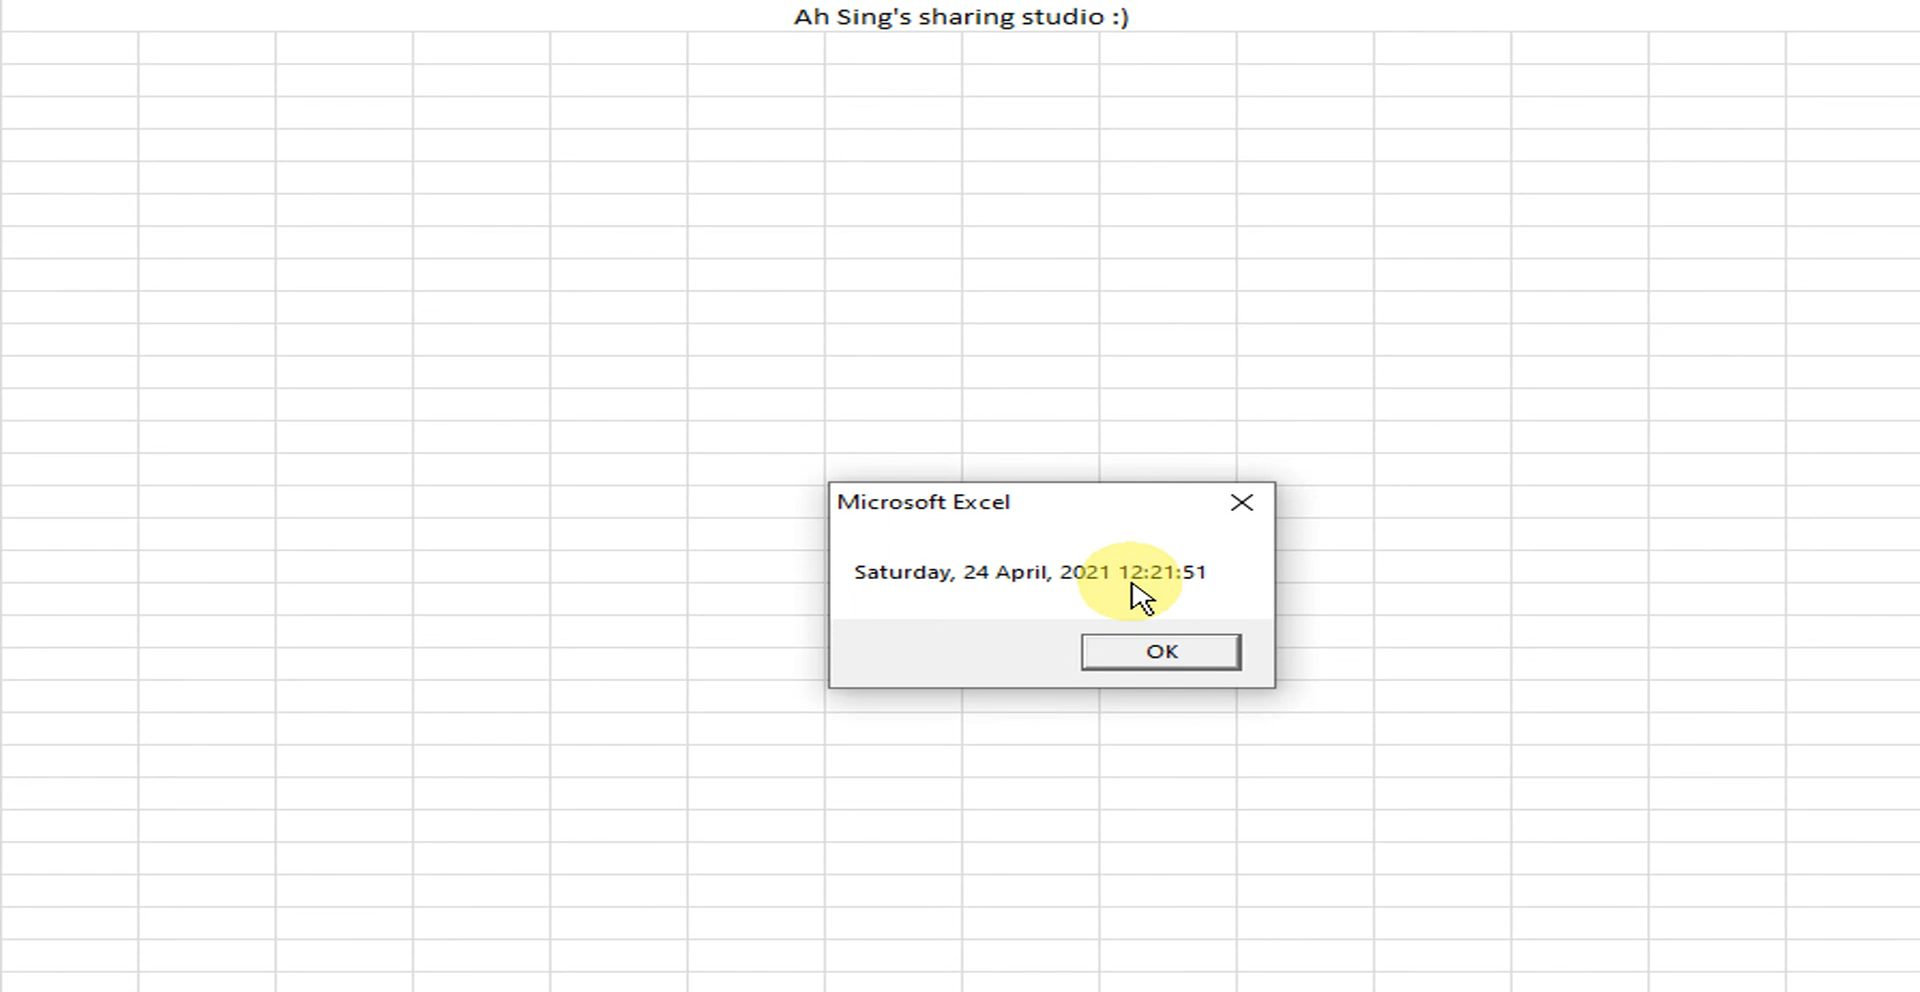 Ah Sing's sharing studio :)
Microsoft Excel
Saturday, 24 April, 2021 12:21:51
OK